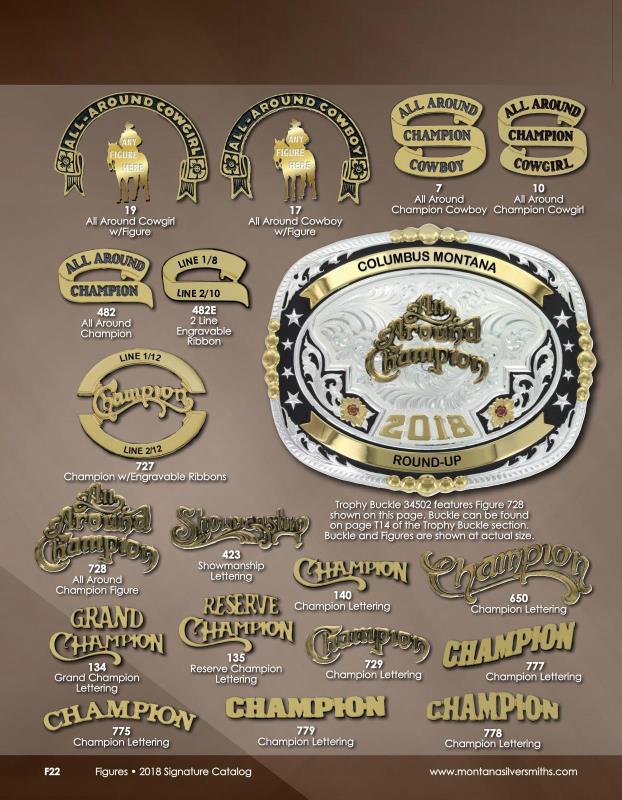 ALL-AROUND COWGIRL
ANY
FIGURE
HERE
19
All Around Cowgirl
w/Figure
ALL-AROUND COWBOY
ANY
FIGURE
HERE
17
All Around Cowboy
w/Figure
ALL AROUND
CHAMPION
COWBOY
7
All Around
Champion Cowboy
ALL AROUND
CHAMPION
COWGIRL
10
All Around
Champion Cowgirl
ALL AROUND
CHAMPION
482
All Around
Champion
LINE 1/8
LINE 2/10
482E
2 Line
Engravable
Ribbon
COLUMBUS MONTANA
All
Around
Champion
2018
ROUND-UP
LINE 1/12
Champion
LINE 2/12
727
Champion w/Engravable Ribbons
Trophy Buckle 34502 features Figure 728
shown on this page. Buckle can be found
on page T14 of the Trophy Buckle section.
Buckle and Figures are shown at actual size.
All
Around
Champion
728
All Around
Champion Figure
Showmanship
423
Showmanship
Lettering
CHAMPION
140
Champion Lettering
Champion
650
Champion Lettering
GRAND
CHAMPION
134
Grand Champion
Lettering
RESERVE
CHAMPION
135
Reserve Champion
Lettering
Champion
729
Champion Lettering
CHAMPION
777
Champion Lettering
CHAMPION
775
Champion Lettering
CHAMPION
779
Champion Lettering
CHAMPION
778
Champion Lettering
F22 Figures • 2018 Signature Catalog www.montanasilversmiths.com